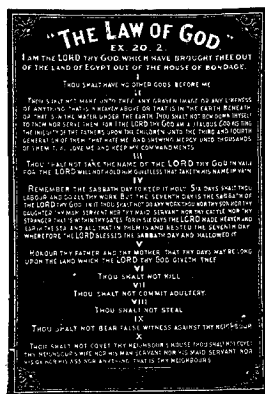 "THE LAW OF GOD"
EX. 20. 2.
I AM THE LORD THY GOD, WHICH HAVE BROUGHT THEE OUT
OF THE LAND OF EGYPT OUT OF THE HOUSE OF BONDAGE.
I
THOU SHALT HAVE NO OTHER GODS BEFORE ME
II
THOU SHALT NOT MAKE UNTO THEE ANY GRAVEN IMAGE OR ANY LIKENESS
OF ANYTHING THAT IS IN HEAVEN ABOVE OR THAT IS IN THE EARTH BENEATH
OR THAT IS IN THE WATER UNDER THE EARTH THOU SHALT NOT BOW DOWN THYSELF
TO THEM NOR SERVE THEM FOR I THE LORD THY GOD AM A JEALOUS GOD VISITING
THE INIQUITY OF THE FATHERS UPON THE CHILDREN UNTO THE THIRD AND FOURTH
GENERATION OF THEM THAT HATE ME AND SHEWING MERCY UNTO THOUSANDS
OF THEM THAT LOVE ME AND KEEP MY COMMANDMENTS
III
THOU SHALT NOT TAKE THE NAME OF THE LORD THY GOD IN VAIN
FOR THE LORD WILL NOT HOLD HIM GUILTLESS THAT TAKETH HIS NAME IN VAIN
IV
REMEMBER THE SABBATH DAY TO KEEP IT HOLY. SIX DAYS SHALT THOU
LABOUR AND DO ALL THY WORK BUT THE SEVENTH DAY IS THE SABBATH OF
THE LORD THY GOD IN IT THOU SHALT NOT DO ANY WORK THOU NOR THY SON NOR THY
DAUGHTER THY MAN SERVANT NOR THY MAID SERVANT NOR THY CATTLE NOR THY
STRANGER THAT IS WITHIN THY GATES FOR IN SIX DAYS THE LORD MADE HEAVEN AND
EARTH THE SEA AND ALL THAT IN THEM IS AND RESTED THE SEVENTH DAY
WHEREFORE THE LORD BLESSED THE SABBATH DAY AND HALLOWED IT
V
HONOUR THY FATHER AND THY MOTHER THAT THY DAYS MAY BE LONG
UPON THE LAND WHICH THE LORD THY GOD GIVETH THEE
VI
THOU SHALT NOT KILL
VII
THOU SHALT NOT COMMIT ADULTERY.
VIII
THOU SHALT NOT STEAL
IX
THOU SHALT NOT BEAR FALSE WITNESS AGAINST THY NEIGHBOUR
X
THOU SHALT NOT COVET THY NEIGHBOUR'S HOUSE THOU SHALT NOT COVET
THY NEIGHBOUR'S WIFE NOR HIS MAN SERVANT NOR HIS MAID SERVANT NOR
HIS OX NOR HIS ASS NOR ANYTHING THAT IS THY NEIGHBOURS